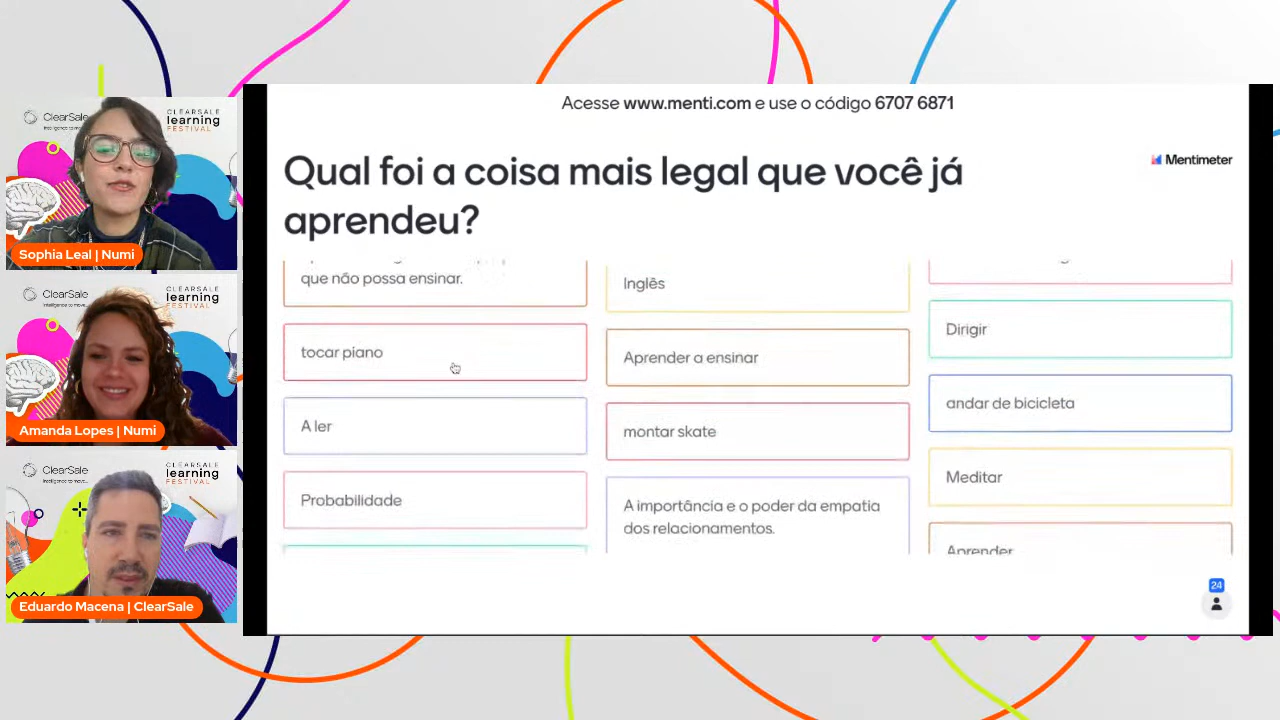 ClearSale
CLEARSALE
learning
FESTIVAL
Sophia Leal | Numi
ClearSale
CLEARSALE
learning
FESTIVAL
Amanda Lopes | Numi
ClearSale
CLEARSALE
learning
FESTIVAL
Eduardo Macena | ClearSale
Acesse www.menti.com e use o código 6707 6871
Mentimeter
Qual foi a coisa mais legal que você já
aprendeu?
que não possa ensinar.
tocar piano
A ler
Probabilidade
Inglês
Aprender a ensinar
montar skate
A importância e o poder da empatia
dos relacionamentos.
Dirigir
andar de bicicleta
Meditar
Aprender
24